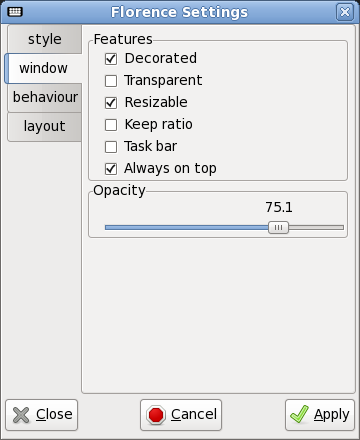 Florence Settings
style
window
behaviour
layout
Features
Decorated
Transparent
Resizable
Keep ratio
Task bar
Always on top
Opacity
75.1
Close
Cancel
Apply